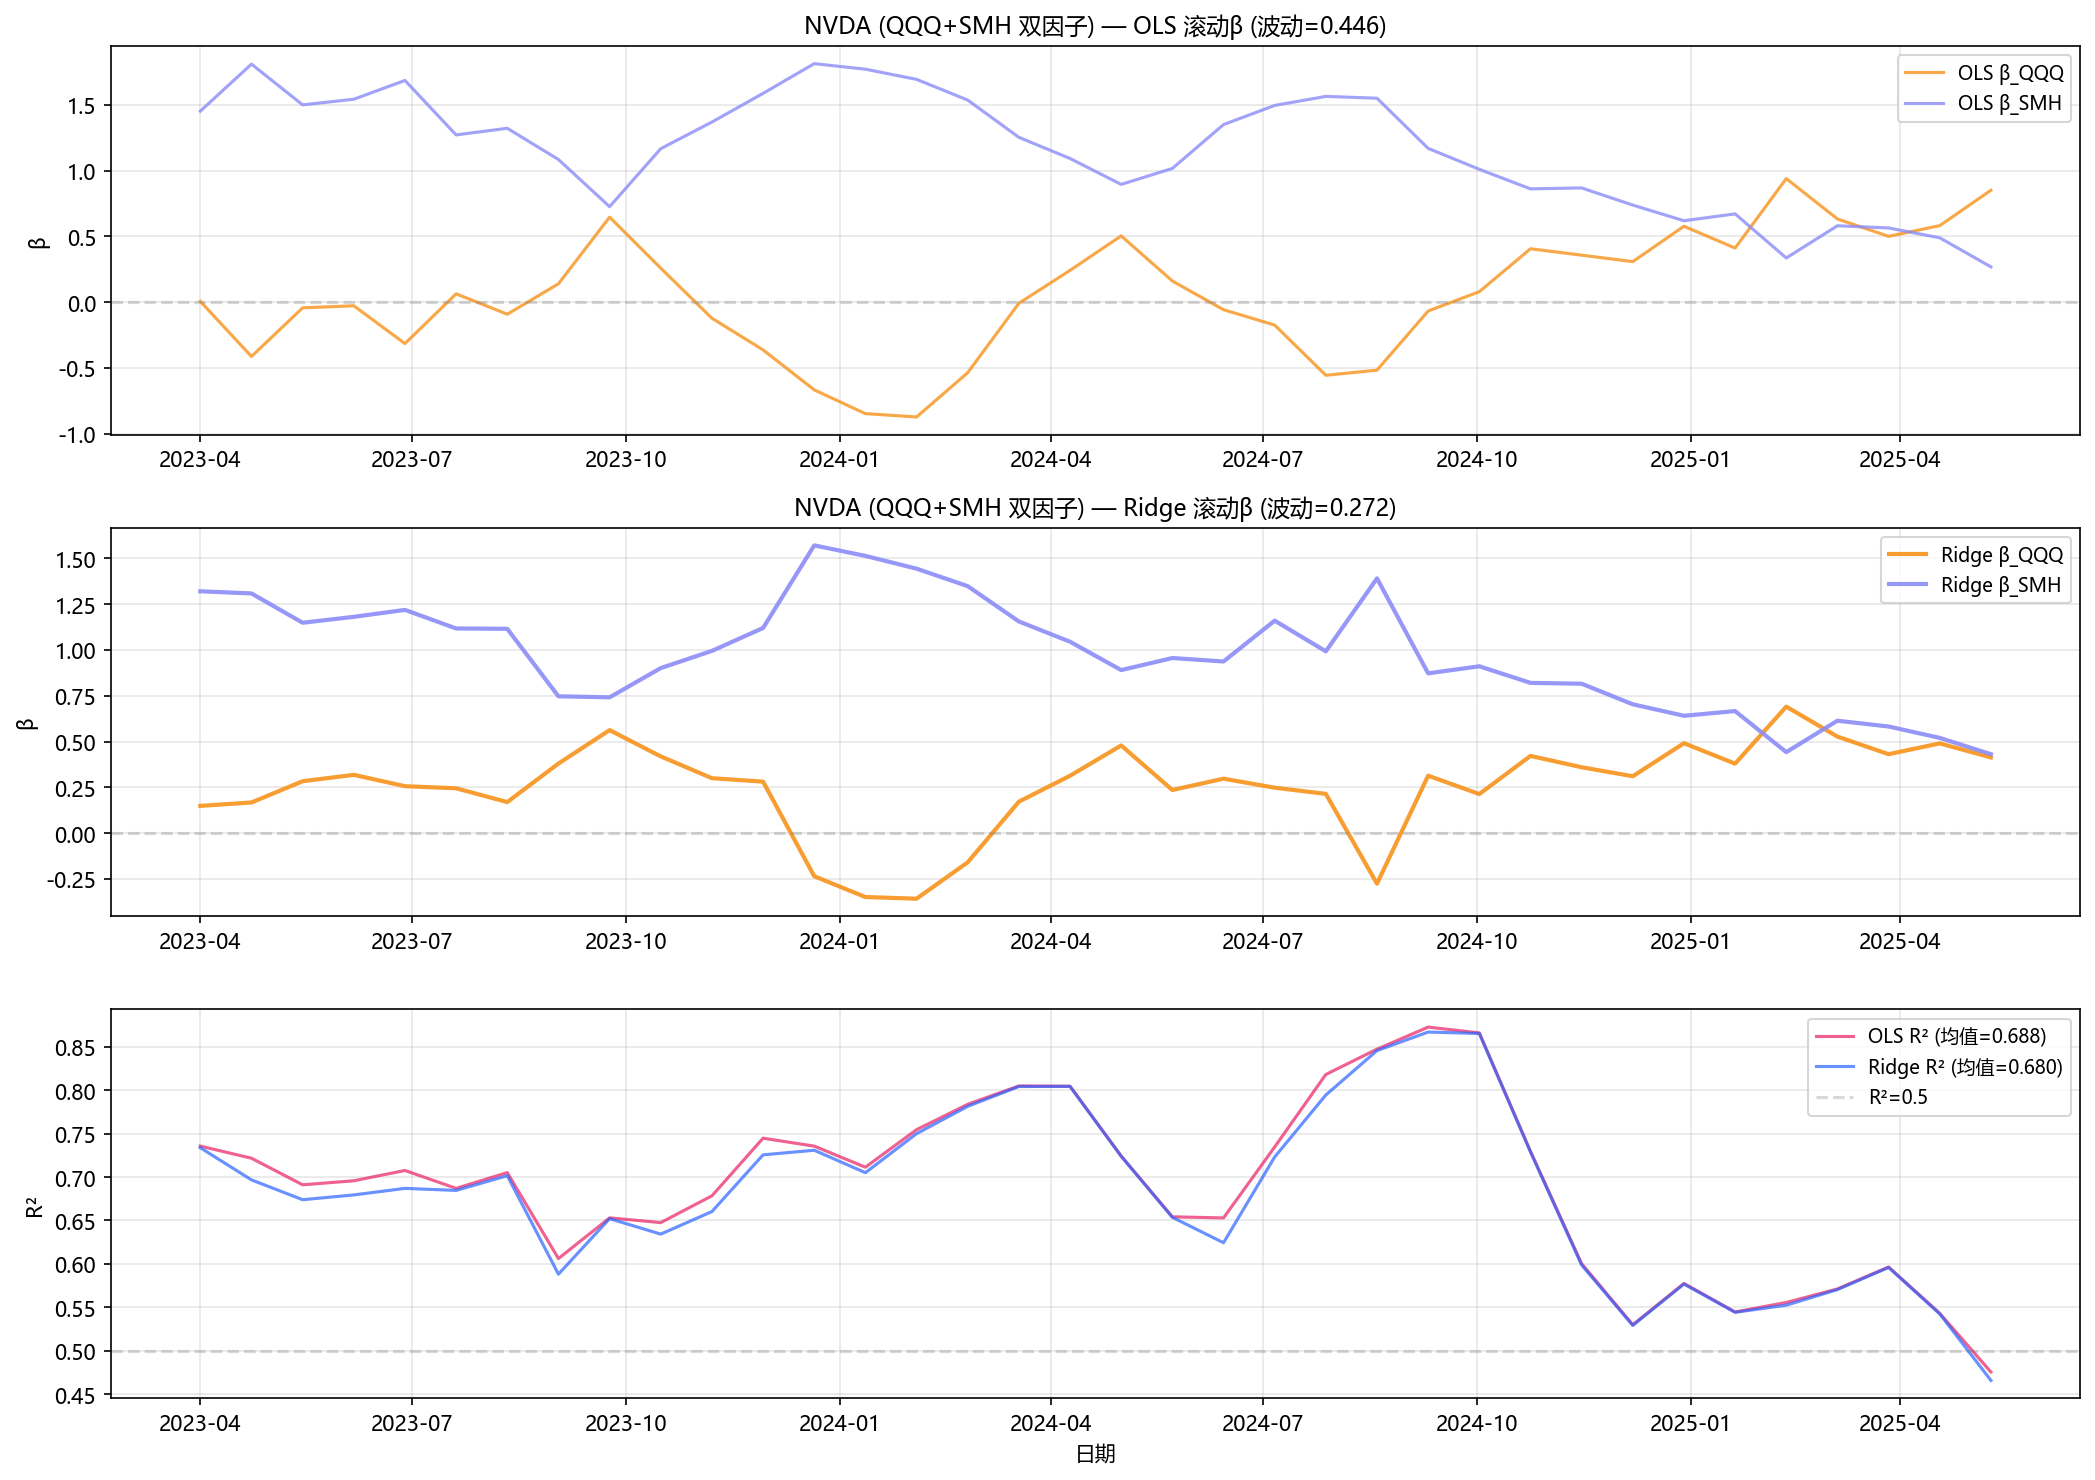 NVDA (QQQ+SMH 双因子) — OLS 滚动β (波动=0.446)
OLS β_QQQ
OLS β_SMH
1.5
1.0
0.5
0.0
-0.5
-1.0
β
2023-04 2023-07 2023-10 2024-01 2024-04 2024-07 2024-10 2025-01 2025-04
NVDA (QQQ+SMH 双因子) — Ridge 滚动β (波动=0.272)
Ridge β_QQQ
Ridge β_SMH
1.50
1.25
1.00
0.75
0.50
0.25
0.00
-0.25
β
2023-04 2023-07 2023-10 2024-01 2024-04 2024-07 2024-10 2025-01 2025-04
OLS R² (均值=0.688)
Ridge R² (均值=0.680)
R²=0.5
0.85
0.80
0.75
0.70
0.65
0.60
0.55
0.50
0.45
R²
2023-04 2023-07 2023-10 2024-01 2024-04 2024-07 2024-10 2025-01 2025-04
日期